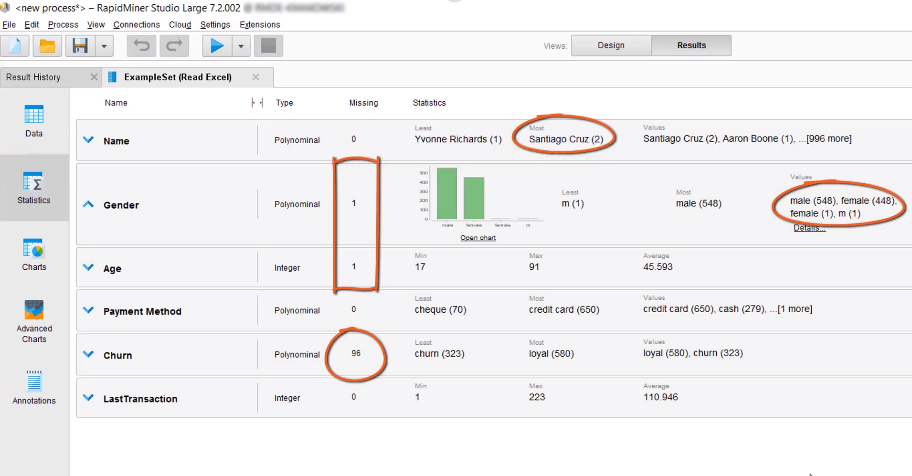 <new process*> – RapidMiner Studio Large 7.2.002
File Edit Process View Connections Cloud Settings Extensions
Views: Design Results
Result History ExampleSet (Read Excel)
Name Type Missing Statistics
Data
Statistics
Charts
Advanced
Charts
Annotations
Least Most Values
Name Polynominal 0 Yvonne Richards (1) Santiago Cruz (2) Santiago Cruz (2), Aaron Boone (1), ...[996 more]
Gender Polynominal 1
500
400
300
200
100
0
male female female m
Open chart
Least Most Values
m (1) male (548) male (548), female (448),
female (1), m (1)
Details...
Min Max Average
Age Integer 1 17 91 45.593
Least Most Values
Payment Method Polynominal 0 cheque (70) credit card (650) credit card (650), cash (279), ...[1 more]
Least Most Values
Churn Polynominal 96 churn (323) loyal (580) loyal (580), churn (323)
Min Max Average
LastTransaction Integer 0 1 223 110.946